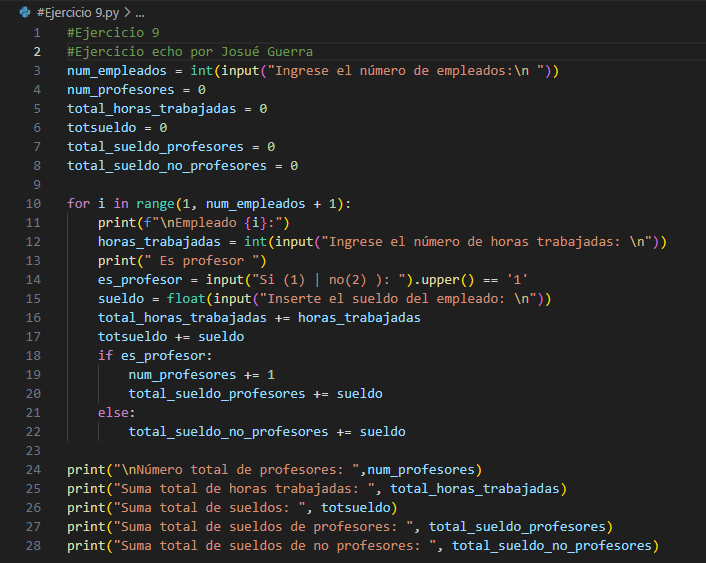 #Ejercicio 9.py > ...
1 #Ejercicio 9
2 #Ejercicio echo por Josué Guerra
3 num_empleados = int(input("Ingrese el número de empleados:\n "))
4 num_profesores = 0
5 total_horas_trabajadas = 0
6 totsueldo = 0
7 total_sueldo_profesores = 0
8 total_sueldo_no_profesores = 0
9
10 for i in range(1, num_empleados + 1):
11     print(f"\nEmpleado {i}:")
12     horas_trabajadas = int(input("Ingrese el número de horas trabajadas: \n"))
13     print(" Es profesor ")
14     es_profesor = input("Si (1) | no(2) ): ").upper() == '1'
15     sueldo = float(input("Inserte el sueldo del empleado: \n"))
16     total_horas_trabajadas += horas_trabajadas
17     totsueldo += sueldo
18     if es_profesor:
19         num_profesores += 1
20         total_sueldo_profesores += sueldo
21     else:
22         total_sueldo_no_profesores += sueldo
23
24 print("\nNúmero total de profesores: ",num_profesores)
25 print("Suma total de horas trabajadas: ", total_horas_trabajadas)
26 print("Suma total de sueldos: ", totsueldo)
27 print("Suma total de sueldos de profesores: ", total_sueldo_profesores)
28 print("Suma total de sueldos de no profesores: ", total_sueldo_no_profesores)